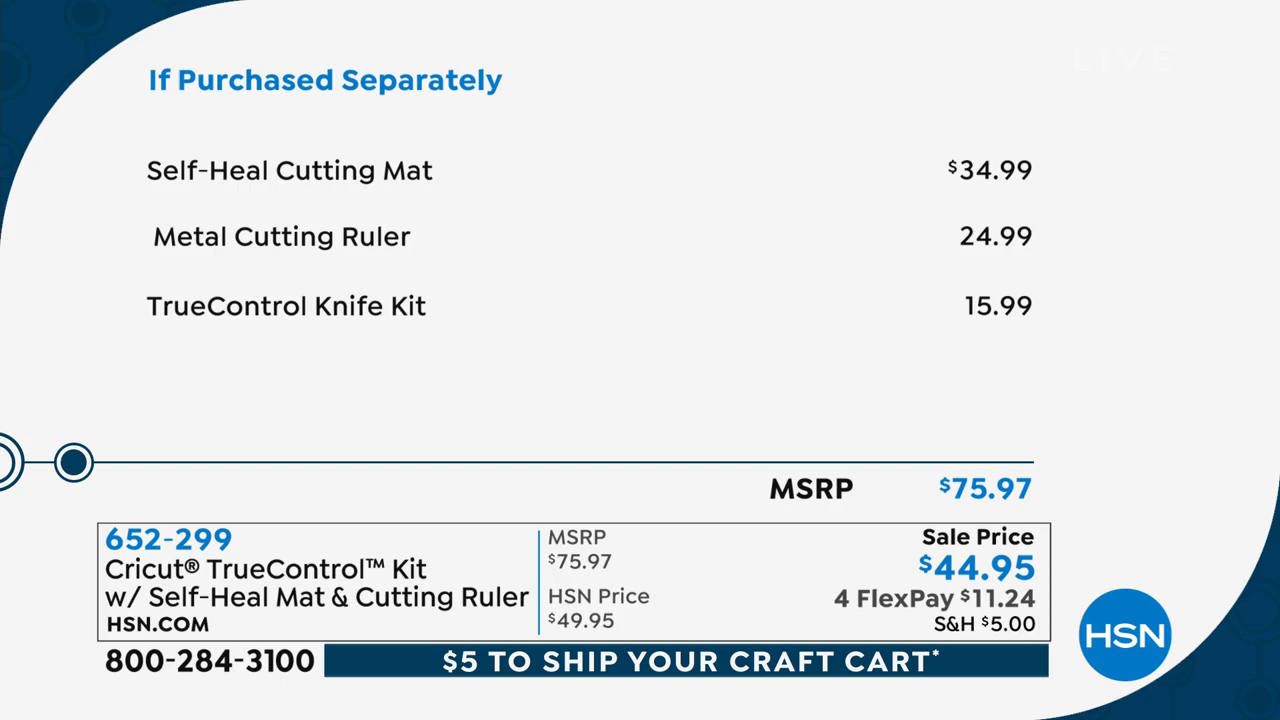 LIVE
If Purchased Separately
Self-Heal Cutting Mat $34.99
Metal Cutting Ruler 24.99
TrueControl Knife Kit 15.99
MSRP $75.97
652-299
Cricut® TrueControl™ Kit
w/ Self-Heal Mat & Cutting Ruler
HSN.COM
MSRP
$75.97
HSN Price
$49.95
Sale Price
$44.95
4 FlexPay $11.24
S&H $5.00
HSN
800-284-3100
$5 TO SHIP YOUR CRAFT CART*